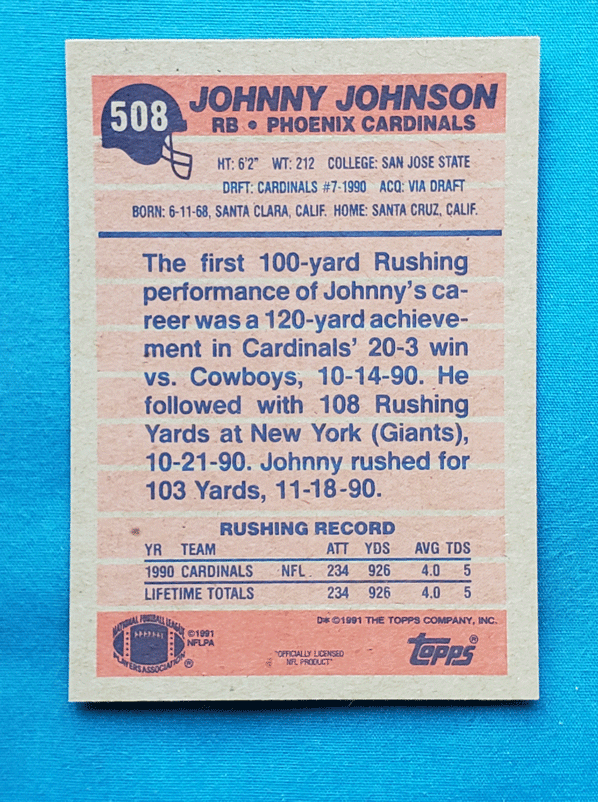 508
JOHNNY JOHNSON
RB • PHOENIX CARDINALS
HT: 6'2" WT: 212 COLLEGE: SAN JOSE STATE
DRFT: CARDINALS #7-1990 ACQ: VIA DRAFT
BORN: 6-11-68, SANTA CLARA, CALIF. HOME: SANTA CRUZ, CALIF.
The first 100-yard Rushing
performance of Johnny's ca-
reer was a 120-yard achieve-
ment in Cardinals' 20-3 win
vs. Cowboys, 10-14-90. He
followed with 108 Rushing
Yards at New York (Giants),
10-21-90. Johnny rushed for
103 Yards, 11-18-90.
RUSHING RECORD
YR TEAM ATT YDS AVG TDS
1990 CARDINALS NFL 234 926 4.0 5
LIFETIME TOTALS 234 926 4.0 5
D* ©1991 THE TOPPS COMPANY, INC.
NATIONAL FOOTBALL LEAGUE
PLAYERS ASSOCIATION ®
©1991
NFLPA
"OFFICIALLY LICENSED
NFL PRODUCT"
Topps ®